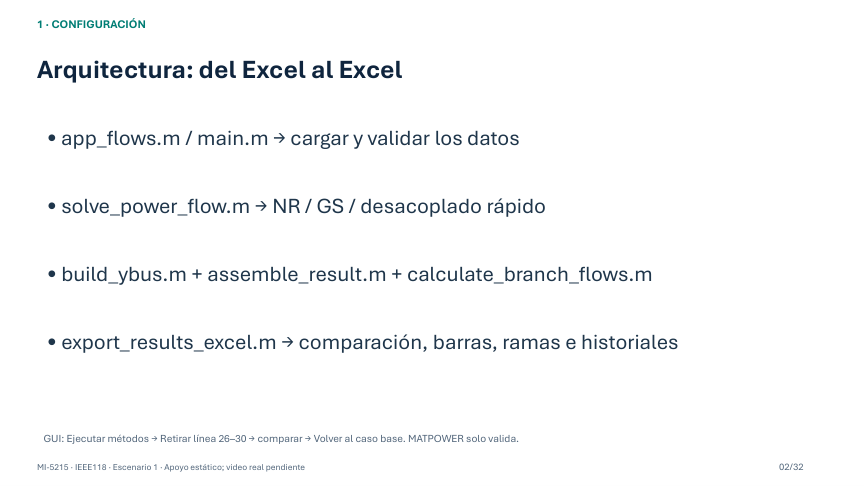 1 · CONFIGURACIÓN
Arquitectura: del Excel al Excel
• app_flows.m / main.m → cargar y validar los datos
• solve_power_flow.m → NR / GS / desacoplado rápido
• build_ybus.m + assemble_result.m + calculate_branch_flows.m
• export_results_excel.m → comparación, barras, ramas e historiales
GUI: Ejecutar métodos → Retirar línea 26–30 → comparar → Volver al caso base. MATPOWER solo valida.
MI-5215 · IEEE118 · Escenario 1 · Apoyo estático; video real pendiente
02/32